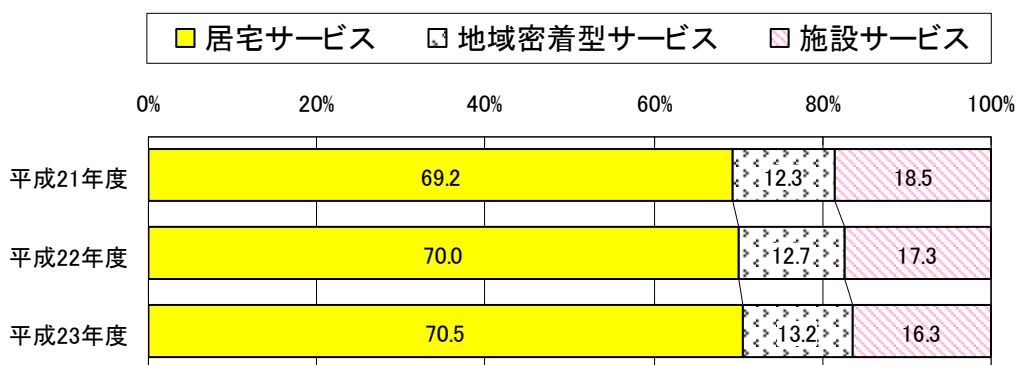 居宅サービス 地域密着型サービス 施設サービス
0% 20% 40% 60% 80% 100%
平成21年度 69.2 12.3 18.5
平成22年度 70.0 12.7 17.3
平成23年度 70.5 13.2 16.3